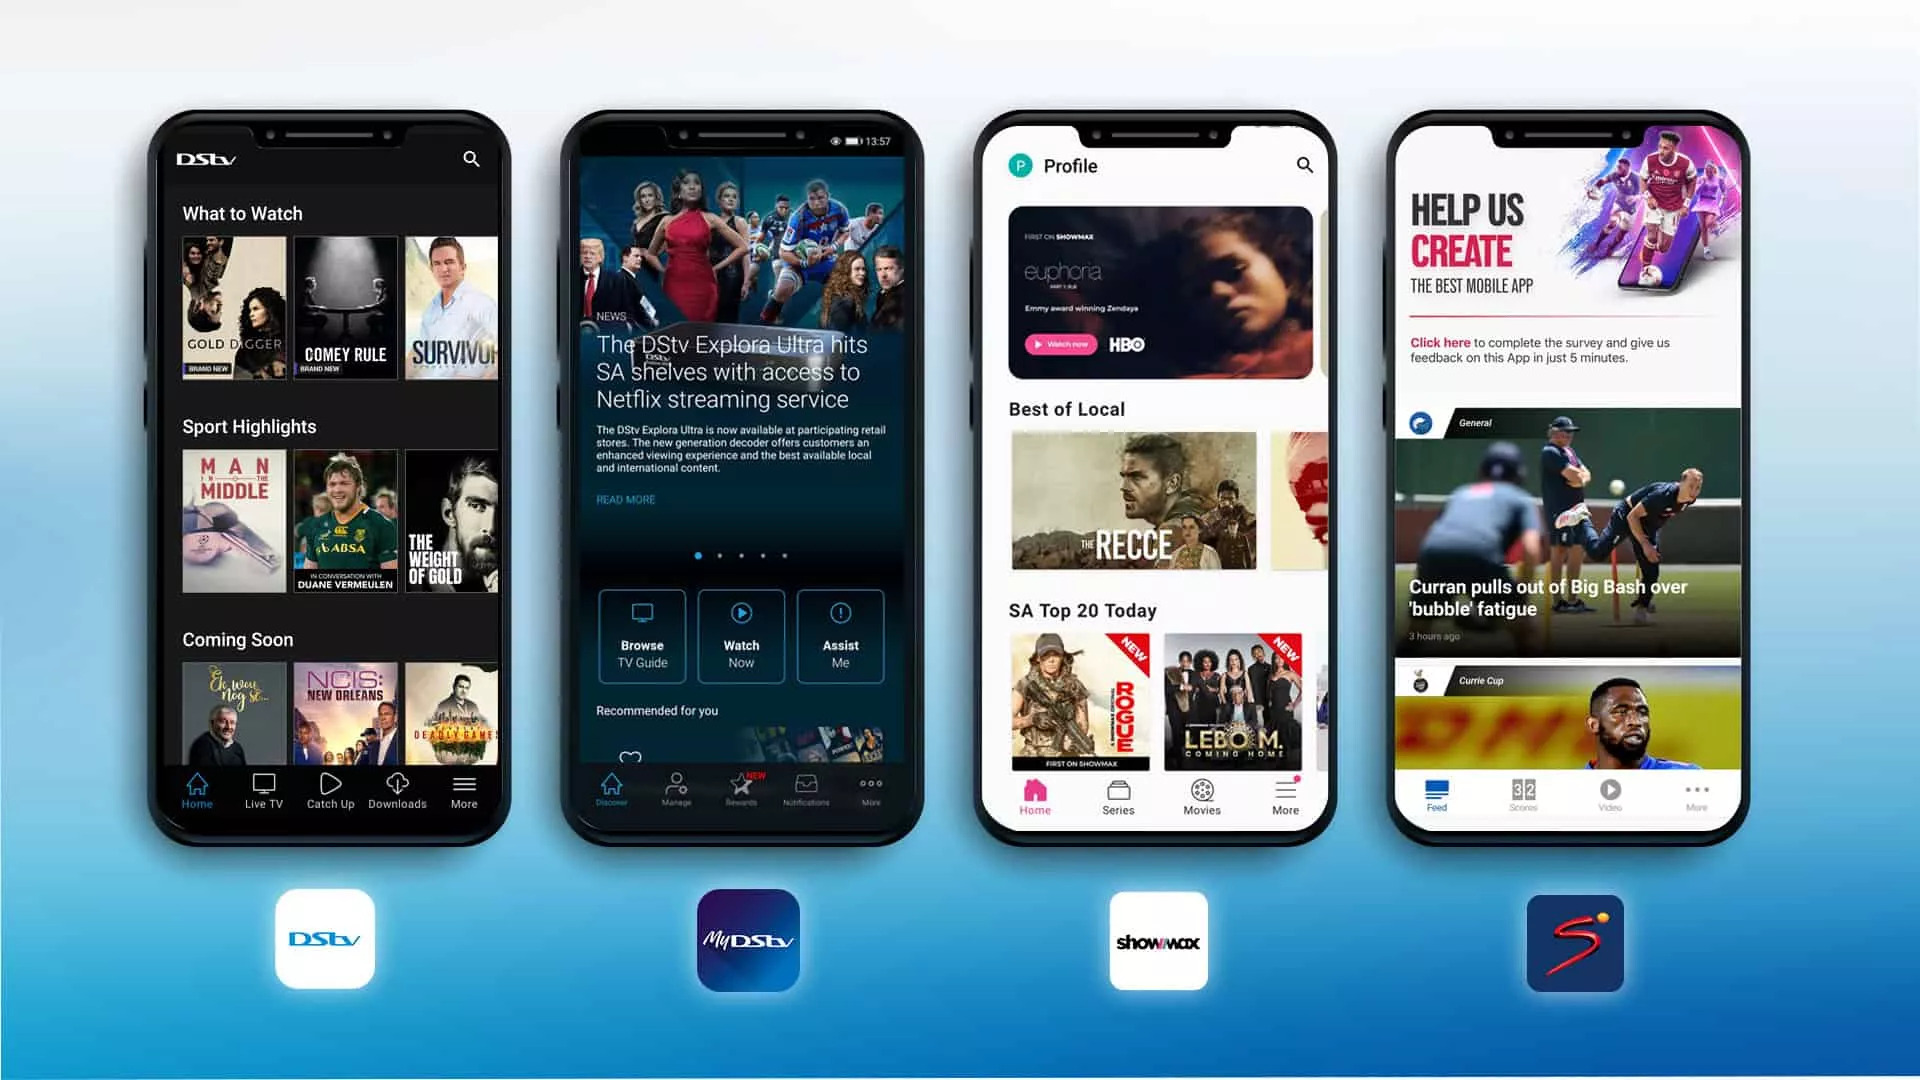 DStv
What to Watch
GOLD DIGGER
BRAND NEW
COMEY RULE
BRAND NEW
SURVIVOR
Sport Highlights
MAN
IN THE
MIDDLE
ABSA
IN CONVERSATION WITH
DUANE VERMEULEN
THE
WEIGHT
OF GOLD
Coming Soon
Ek wou
nog sê...
NCIS:
NEW ORLEANS
DEADLY GAMES
Home
Live TV
Catch Up
Downloads
More
DStv
13:57
NEWS
The DStv Explora Ultra hits
SA shelves with access to
Netflix streaming service
DStv
The DStv Explora Ultra is now available at participating retail
stores. The new generation decoder offers customers an
enhanced viewing experience and the best available local
and international content.
READ MORE
Browse
TV Guide
Watch
Now
Assist
Me
Recommended for you
NEW
Discover
Manage
Rewards
Notifications
More
MyDStv
P
Profile
FIRST ON SHOWMAX
euphoria
Emmy award winning Zendaya
Watch now
HBO
Best of Local
THE RECCE
SA Top 20 Today
NEW
ROGUE
FIRST ON SHOWMAX
NEW
LEBO M.
COMING HOME
Home
Series
Movies
More
showmax
HELP US
CREATE
THE BEST MOBILE APP
Click here to complete the survey and give us
feedback on this App in just 5 minutes.
General
Curran pulls out of Big Bash over
'bubble' fatigue
3 hours ago
Currie Cup
Feed
3 2
Scores
Video
More
S